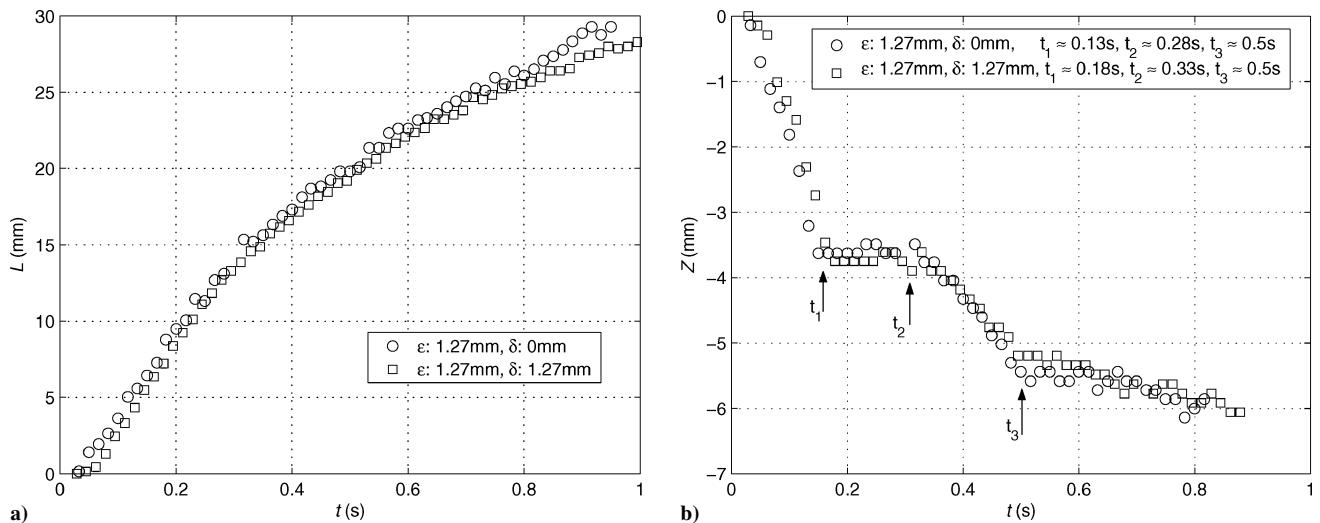 30
25
20
15
10
5
0
L (mm)
0 0.2 0.4 0.6 0.8 1
t (s)
ε: 1.27mm, δ: 0mm
ε: 1.27mm, δ: 1.27mm
a)
0
−1
−2
−3
−4
−5
−6
−7
Z (mm)
0 0.2 0.4 0.6 0.8 1
t (s)
ε: 1.27mm, δ: 0mm, t₁ ≈ 0.13s, t₂ ≈ 0.28s, t₃ ≈ 0.5s
ε: 1.27mm, δ: 1.27mm, t₁ ≈ 0.18s, t₂ ≈ 0.33s, t₃ ≈ 0.5s
t₁
t₂
t₃
b)